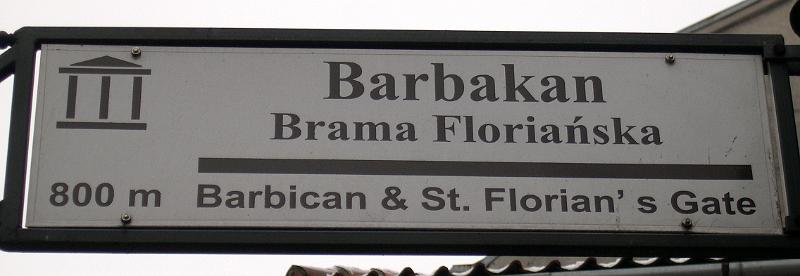 Barbakan
Brama Floriańska
800 m Barbican & St. Florian' s Gate